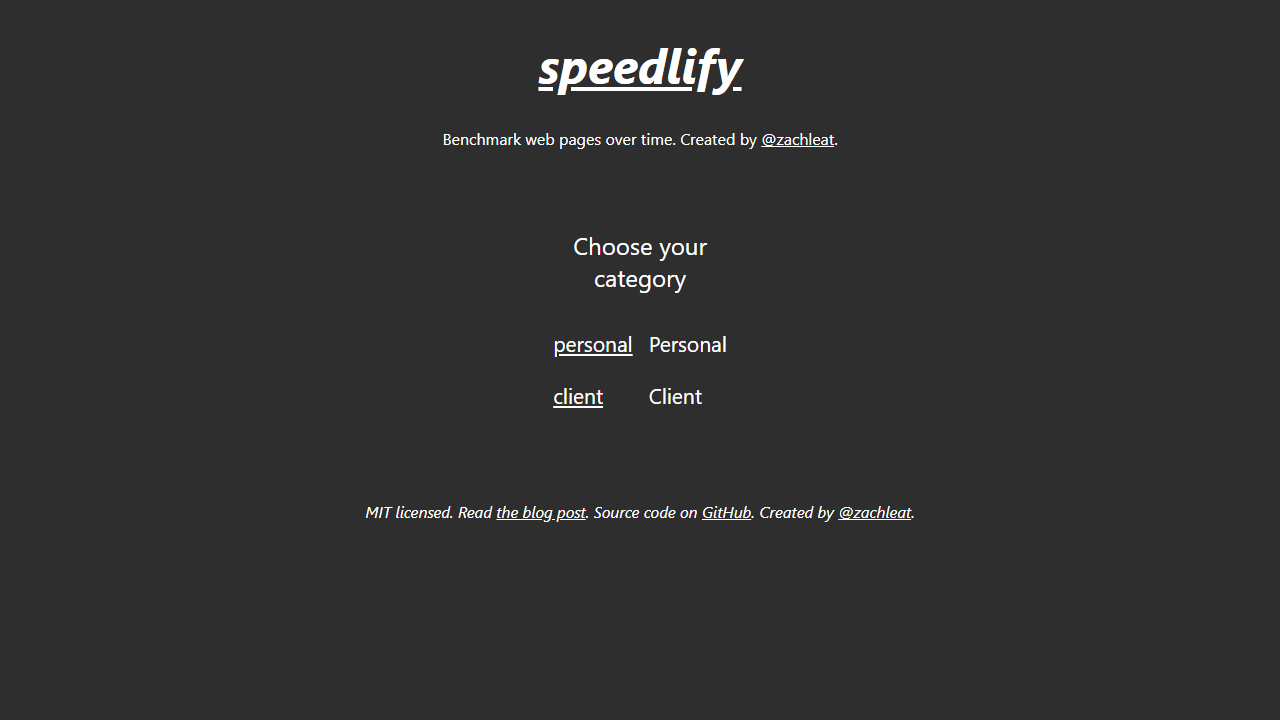 speedlify
Benchmark web pages over time. Created by @zachleat.
Choose your
category
personal Personal
client Client
MIT licensed. Read the blog post. Source code on GitHub. Created by @zachleat.